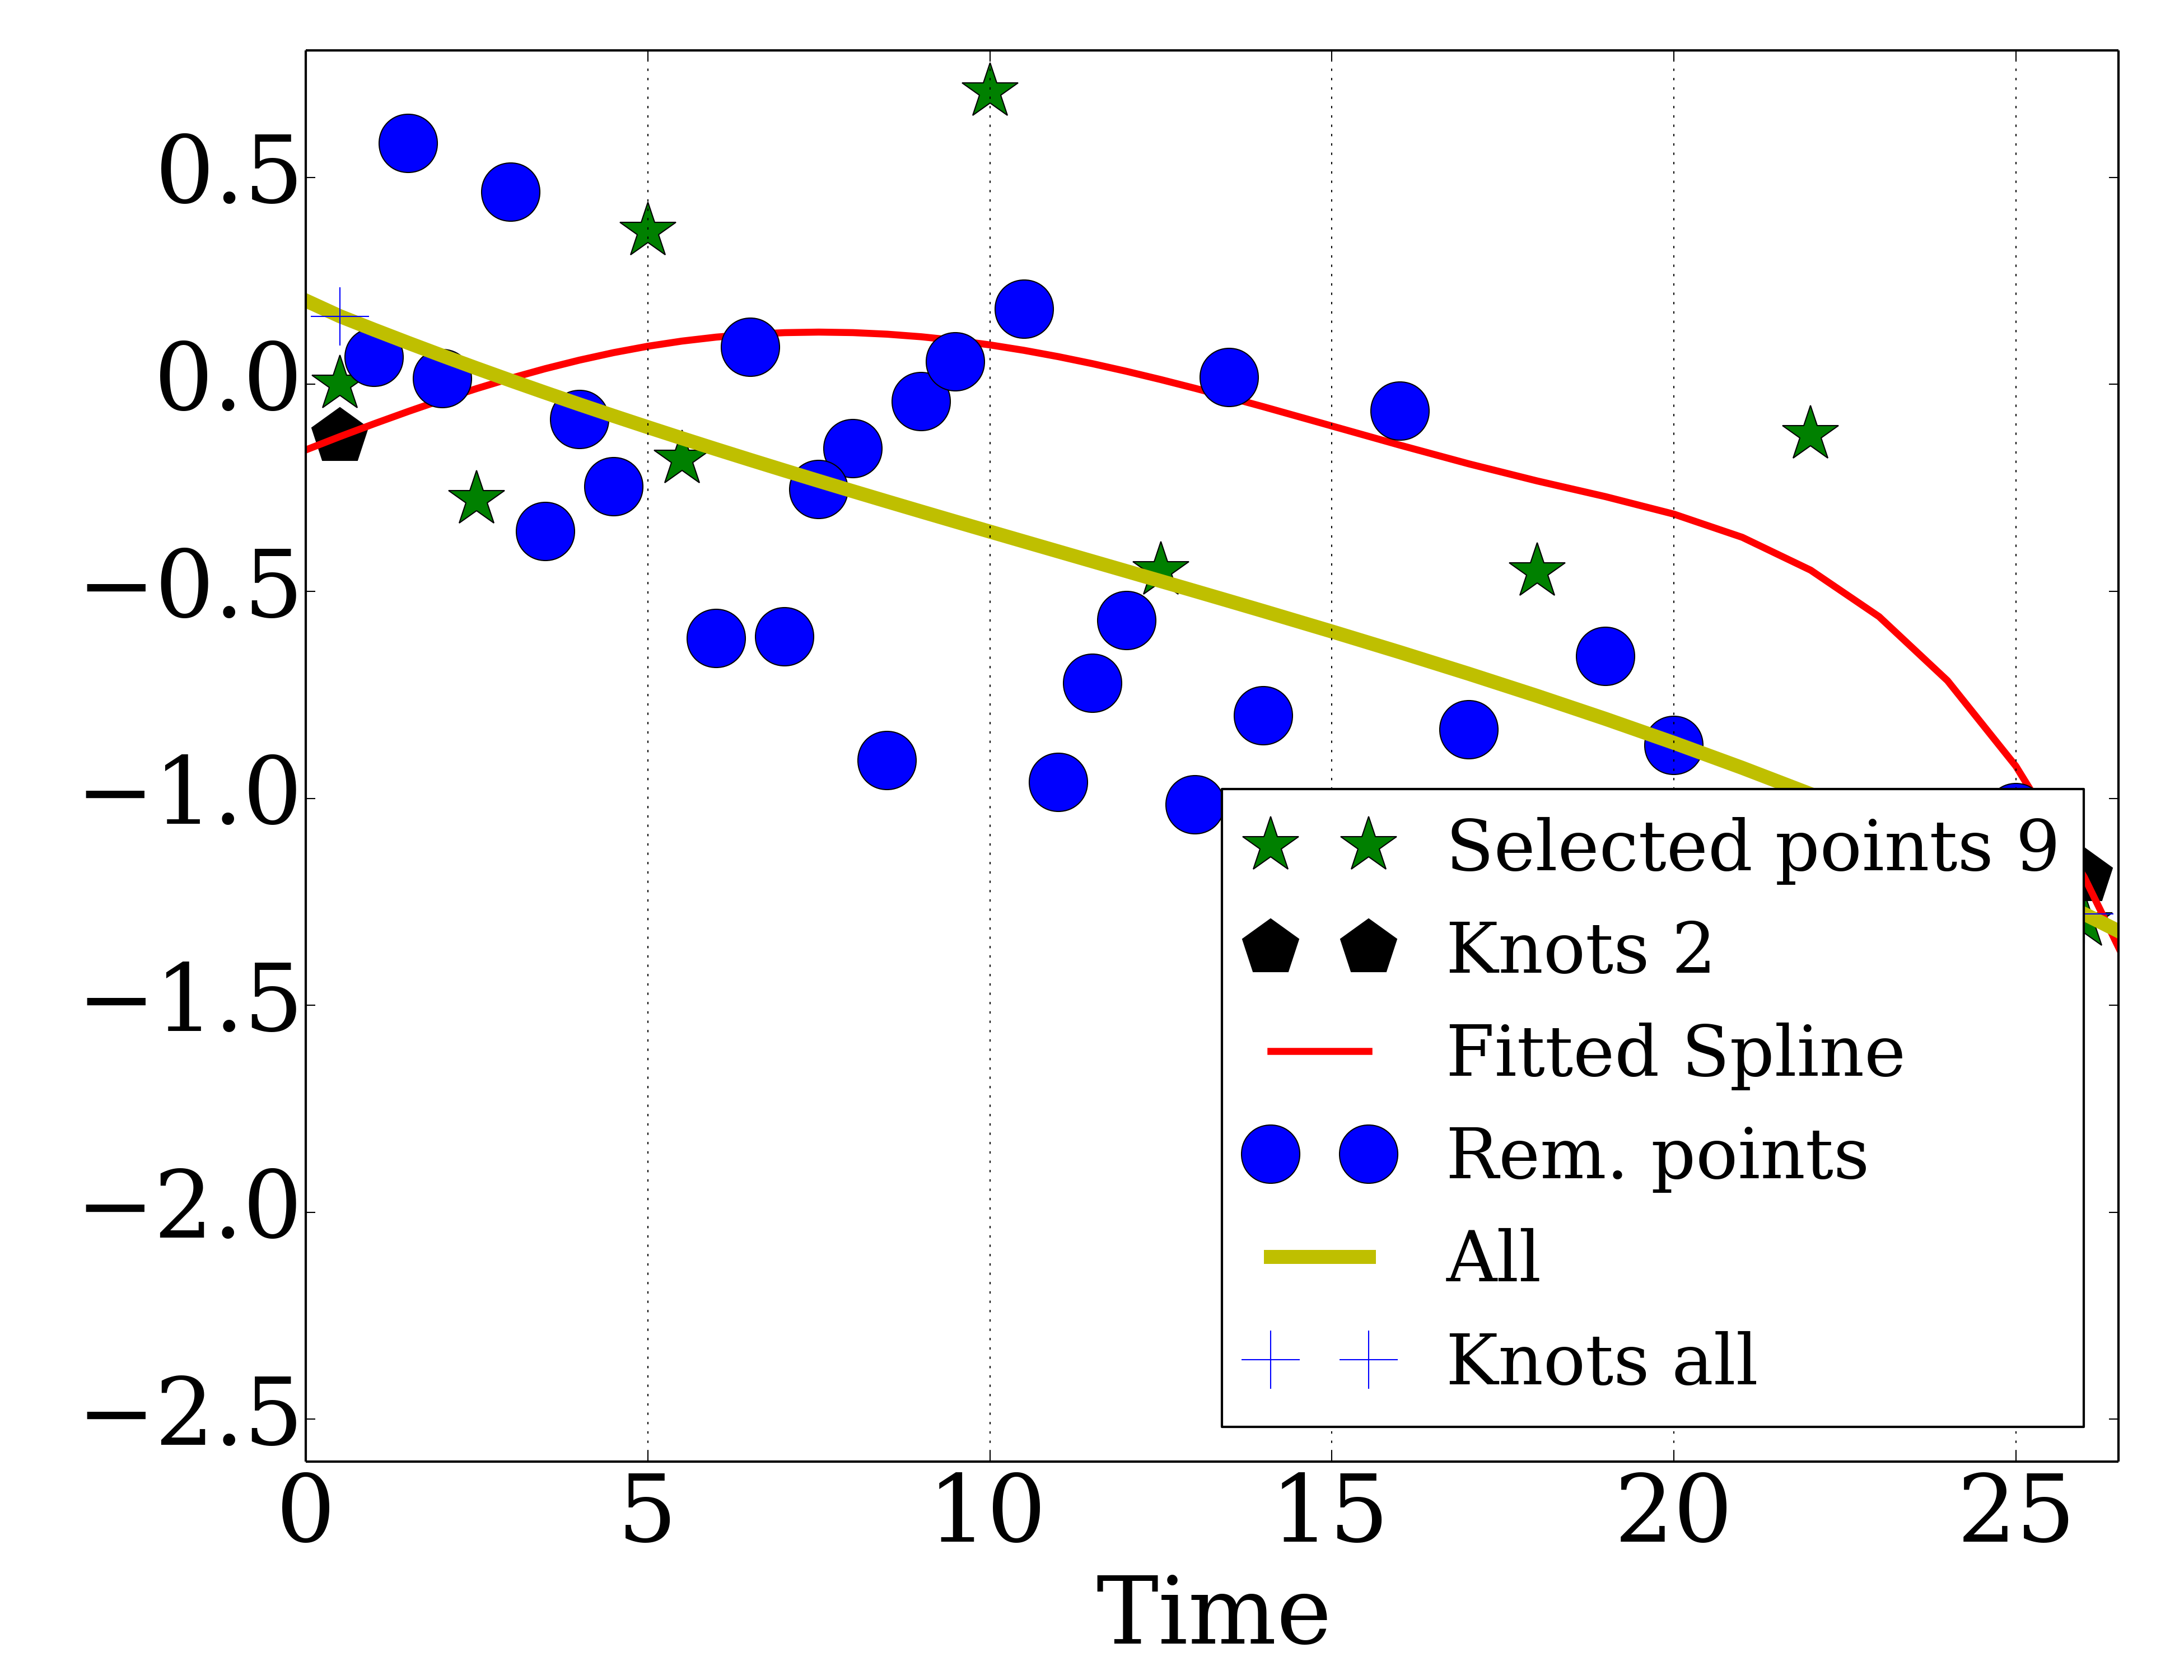 0.5
0.0
−0.5
−1.0
−1.5
−2.0
−2.5
0 5 10 15 20 25
Time
Selected points 9
Knots 2
Fitted Spline
Rem. points
All
Knots all